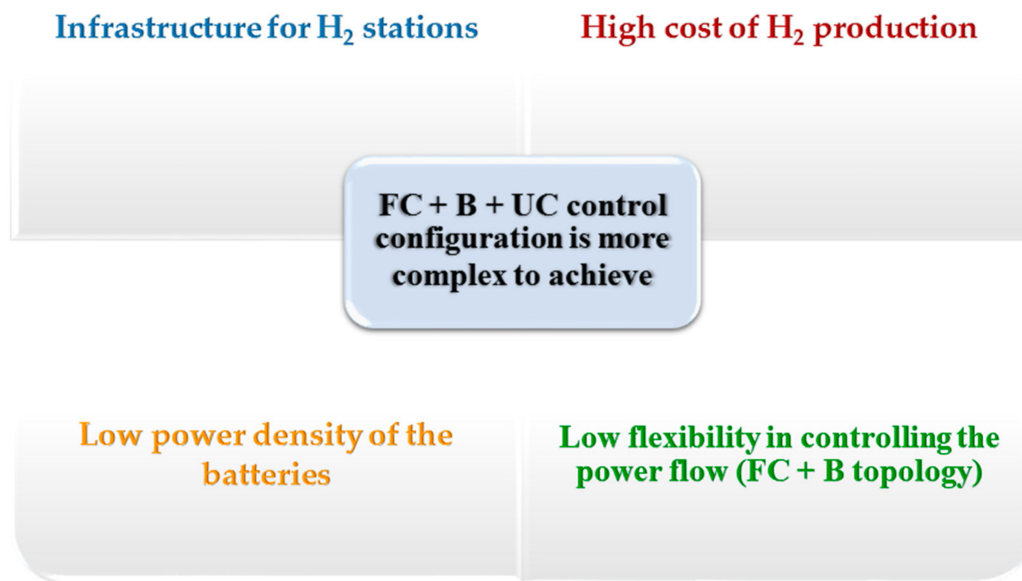 Infrastructure for H₂ stations
High cost of H₂ production
FC + B + UC control
configuration is more
complex to achieve
Low power density of the
batteries
Low flexibility in controlling the
power flow (FC + B topology)